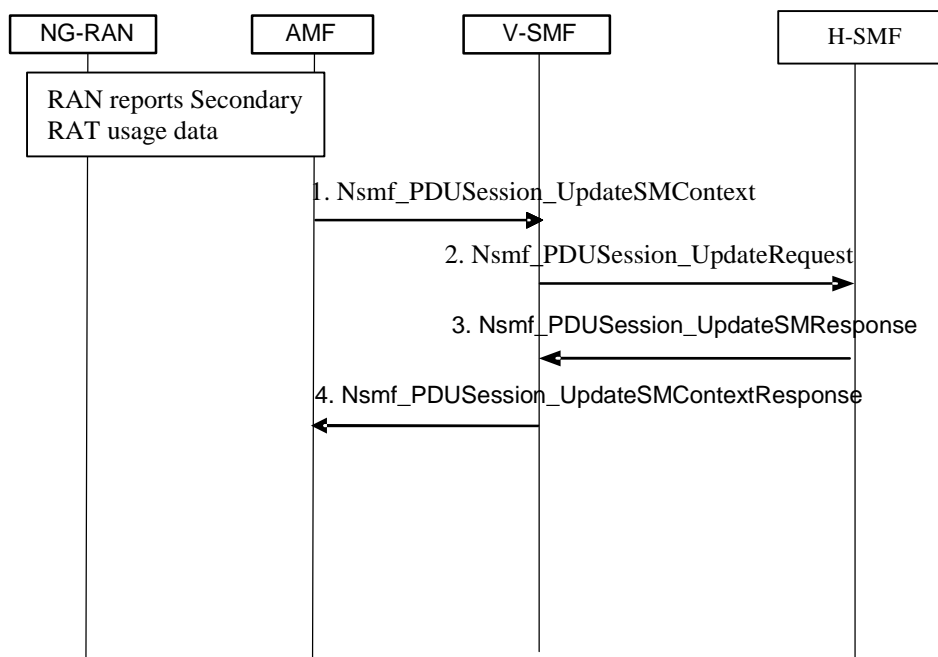 NG-RAN
AMF
V-SMF
H-SMF
RAN reports Secondary
RAT usage data
1. Nsmf_PDUSession_UpdateSMContext
2. Nsmf_PDUSession_UpdateRequest
3. Nsmf_PDUSession_UpdateSMResponse
4. Nsmf_PDUSession_UpdateSMContextResponse